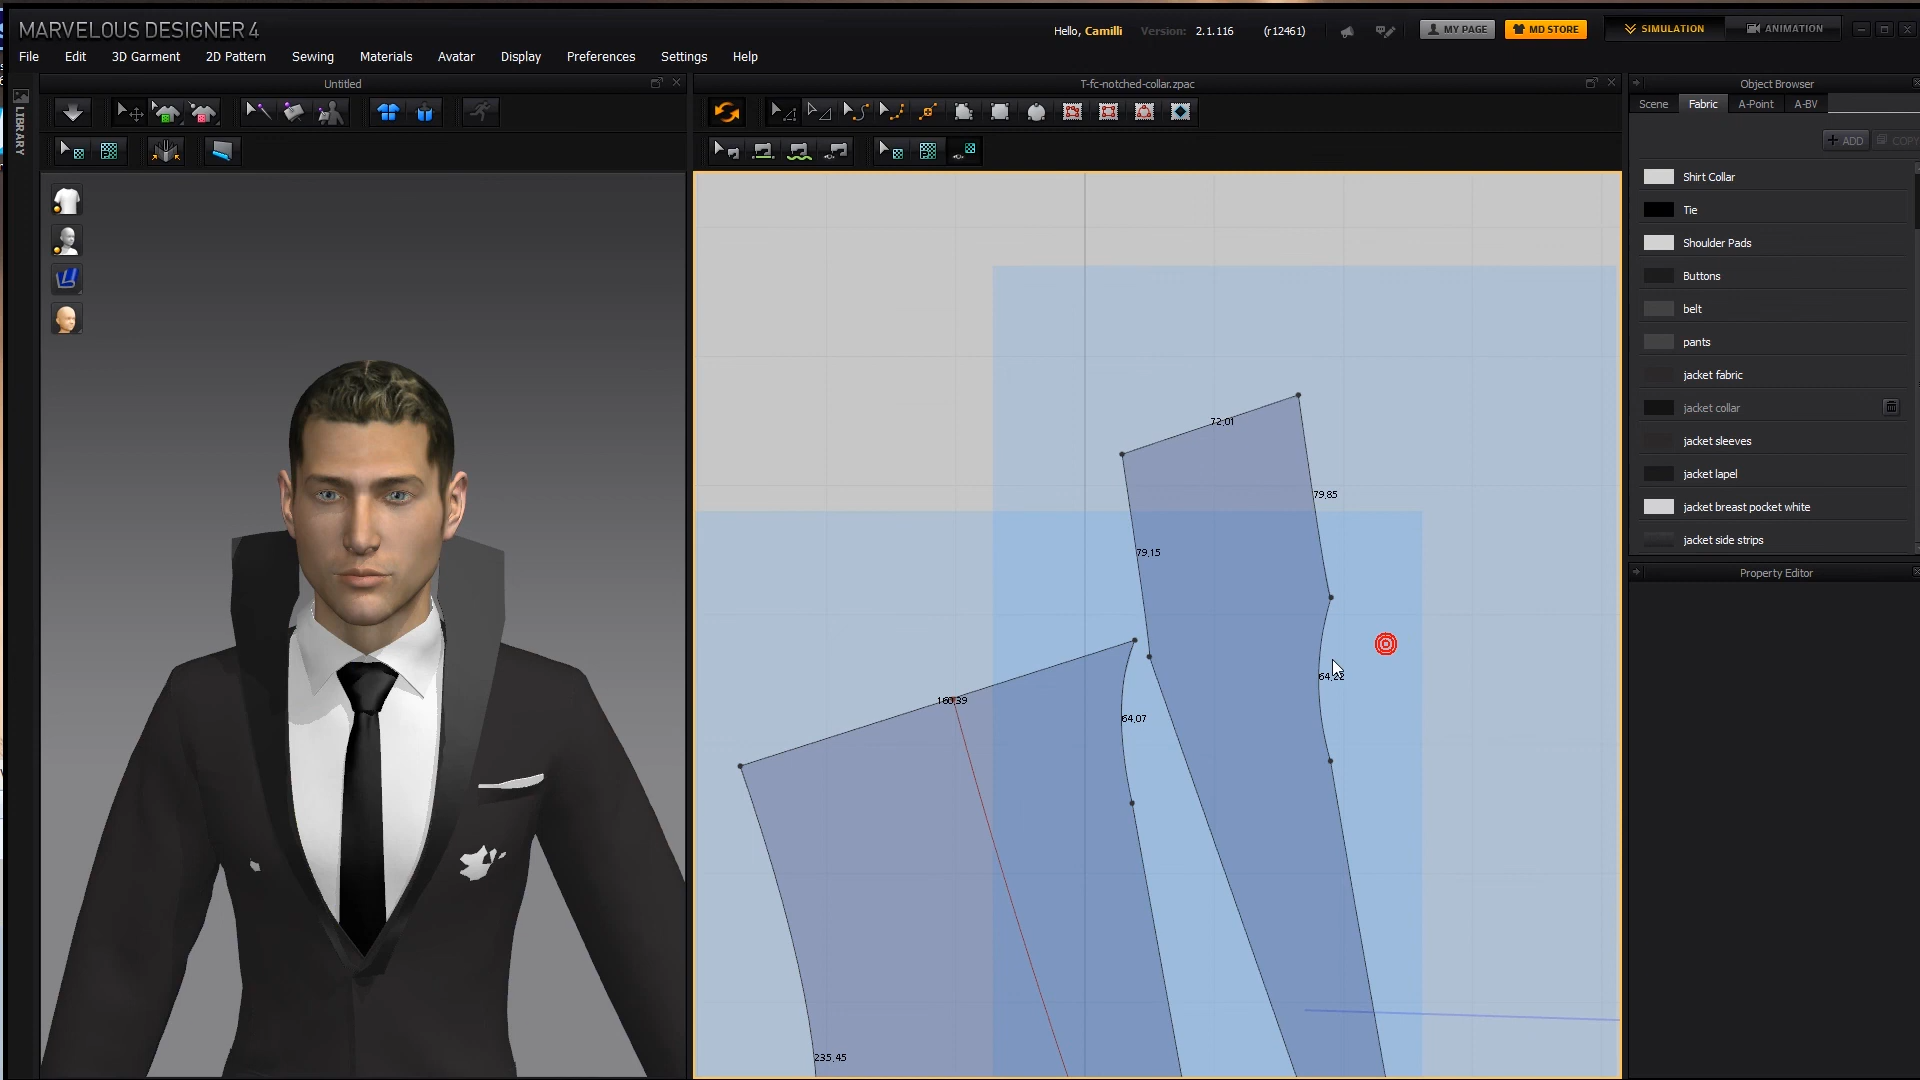 MARVELOUS DESIGNER 4
Hello, Camilli Version: 2.1.116 (r12461)
MY PAGE
MD STORE
SIMULATION
ANIMATION
File Edit 3D Garment 2D Pattern Sewing Materials Avatar Display Preferences Settings Help
Untitled
T-fc-notched-collar.zpac
Object Browser
LIBRARY
Scene Fabric A-Point A-BV
+ ADD COPY
Shirt Collar
Tie
Shoulder Pads
Buttons
belt
pants
jacket fabric
jacket collar
jacket sleeves
jacket lapel
jacket breast pocket white
jacket side strips
Property Editor
72,01
79,85
79,15
64,22
160,39
64,07
235,45